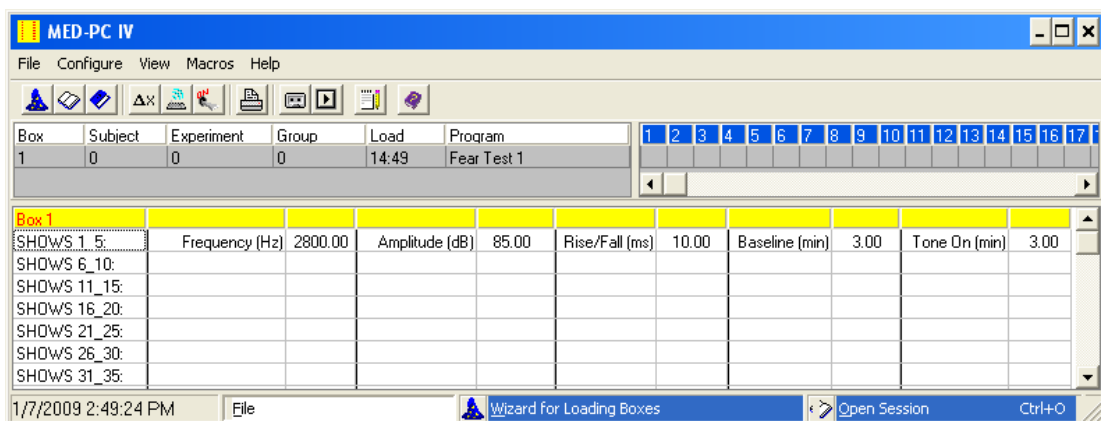 MED-PC IV
File Configure View Macros Help
Box Subject Experiment Group Load Program 1 2 3 4 5 6 7 8 9 10 11 12 13 14 15 16 17
1 0 0 0 14:49 Fear Test 1
Box 1
SHOWS 1_5: Frequency (Hz) 2800.00 Amplitude (dB) 85.00 Rise/Fall (ms) 10.00 Baseline (min) 3.00 Tone On (min) 3.00
SHOWS 6_10:
SHOWS 11_15:
SHOWS 16_20:
SHOWS 21_25:
SHOWS 26_30:
SHOWS 31_35:
1/7/2009 2:49:24 PM File Wizard for Loading Boxes Open Session Ctrl+O